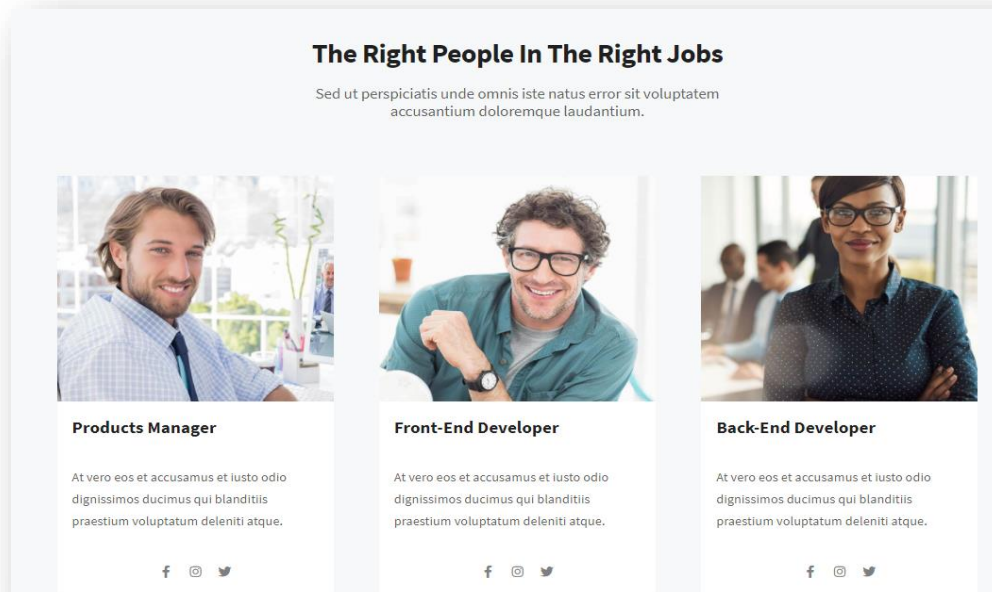 The Right People In The Right Jobs
Sed ut perspiciatis unde omnis iste natus error sit voluptatem
accusantium doloremque laudantium.
Products Manager
At vero eos et accusamus et iusto odio
dignissimos ducimus qui blanditiis
praestium voluptatum deleniti atque.
Front-End Developer
At vero eos et accusamus et iusto odio
dignissimos ducimus qui blanditiis
praestium voluptatum deleniti atque.
Back-End Developer
At vero eos et accusamus et iusto odio
dignissimos ducimus qui blanditiis
praestium voluptatum deleniti atque.